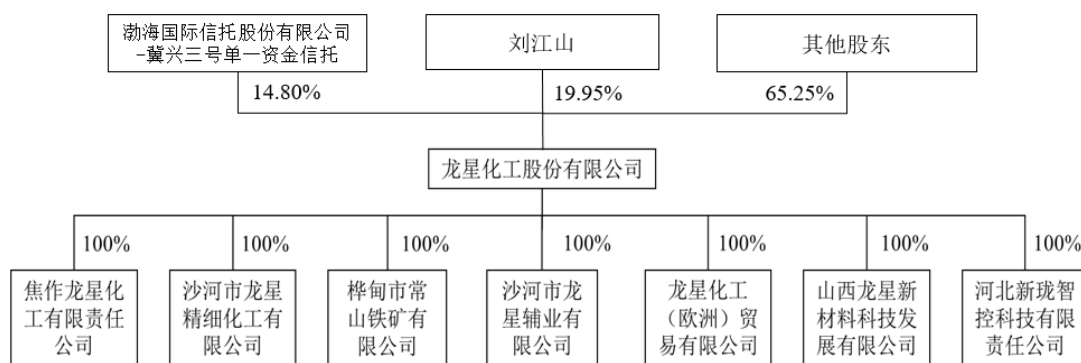 渤海国际信托股份有限公司
-冀兴三号单一资金信托
刘江山
其他股东
14.80%
19.95%
65.25%
龙星化工股份有限公司
100%
100%
100%
100%
100%
100%
100%
焦作龙星化
工有限责任
公司
沙河市龙星
精细化工有
限公司
桦甸市常
山铁矿有
限公司
沙河市龙
星辅业有
限公司
龙星化工
（欧洲）贸
易有限公司
山西龙星新
材料科技发
展有限公司
河北新珑智
控科技有限
责任公司